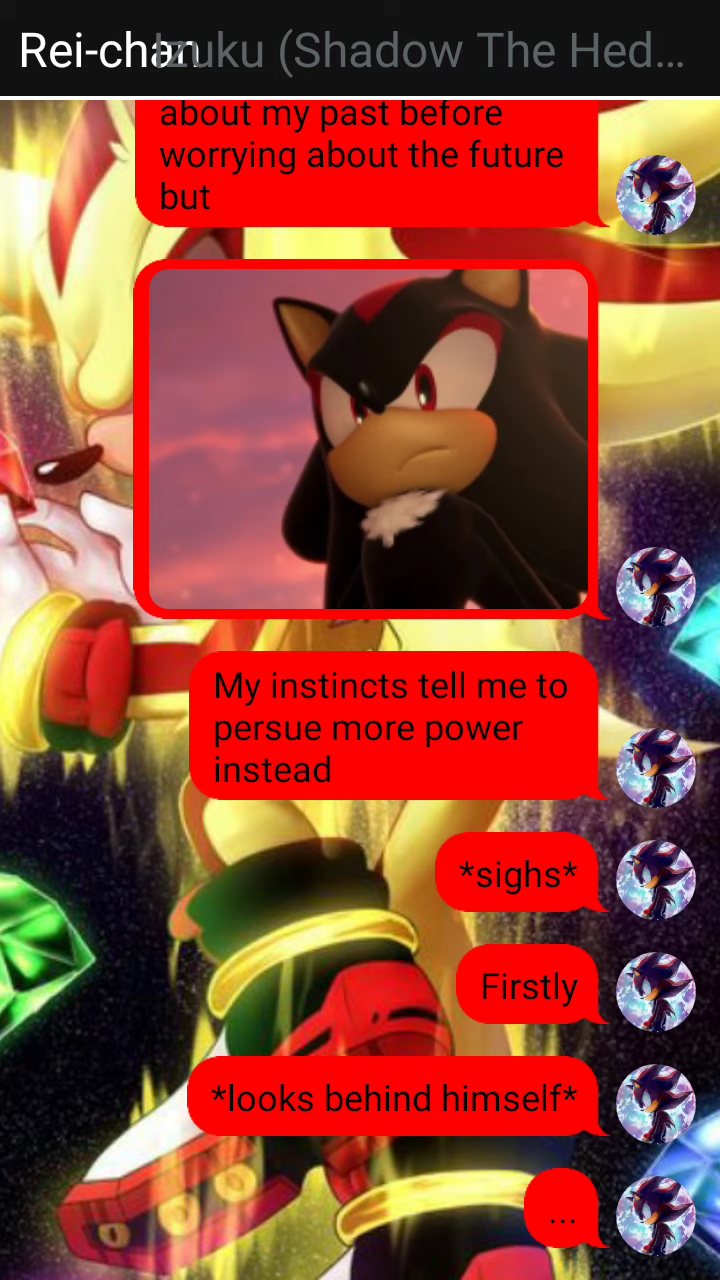 Rei-chan
Izuku (Shadow The Hed...
about my past before
worrying about the future
but
My instincts tell me to
persue more power
instead
*sighs*
Firstly
*looks behind himself*
...